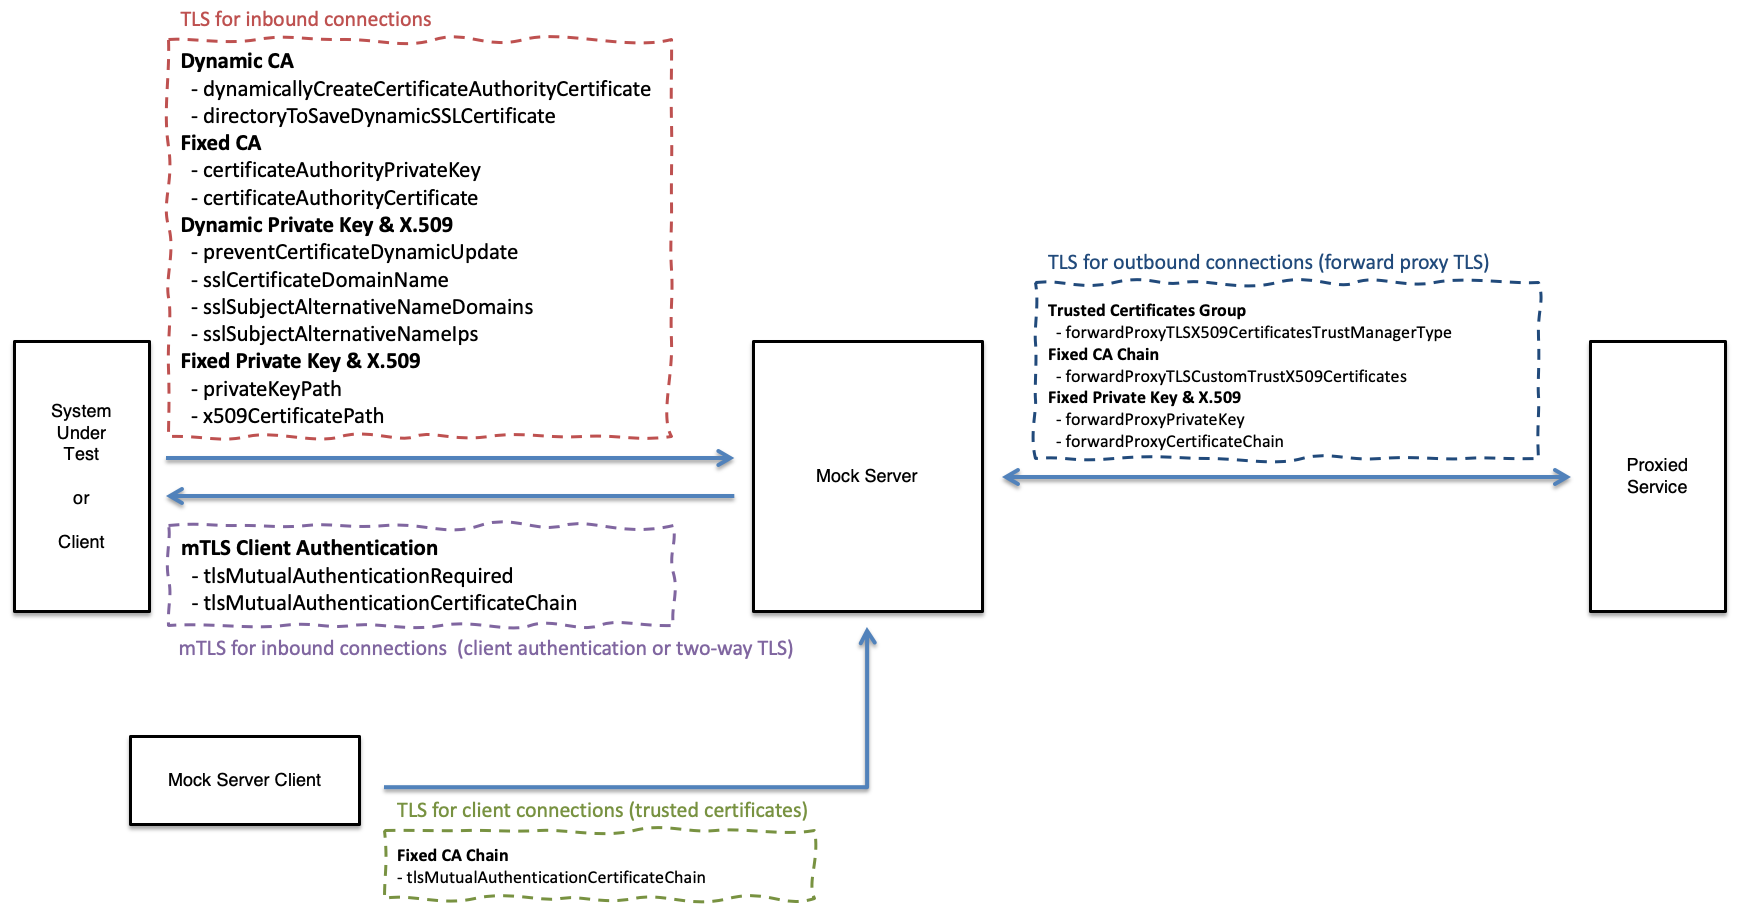 TLS for inbound connections
Dynamic CA
- dynamicallyCreateCertificateAuthorityCertificate
- directoryToSaveDynamicSSLCertificate
Fixed CA
- certificateAuthorityPrivateKey
- certificateAuthorityCertificate
Dynamic Private Key & X.509
- preventCertificateDynamicUpdate
- sslCertificateDomainName
- sslSubjectAlternativeNameDomains
- sslSubjectAlternativeNameIps
Fixed Private Key & X.509
- privateKeyPath
- x509CertificatePath
System
Under
Test
or
Client
mTLS Client Authentication
- tlsMutualAuthenticationRequired
- tlsMutualAuthenticationCertificateChain
mTLS for inbound connections (client authentication or two-way TLS)
Mock Server
TLS for outbound connections (forward proxy TLS)
Trusted Certificates Group
- forwardProxyTLSX509CertificatesTrustManagerType
Fixed CA Chain
- forwardProxyTLSCustomTrustX509Certificates
Fixed Private Key & X.509
- forwardProxyPrivateKey
- forwardProxyCertificateChain
Proxied
Service
Mock Server Client
TLS for client connections (trusted certificates)
Fixed CA Chain
- tlsMutualAuthenticationCertificateChain